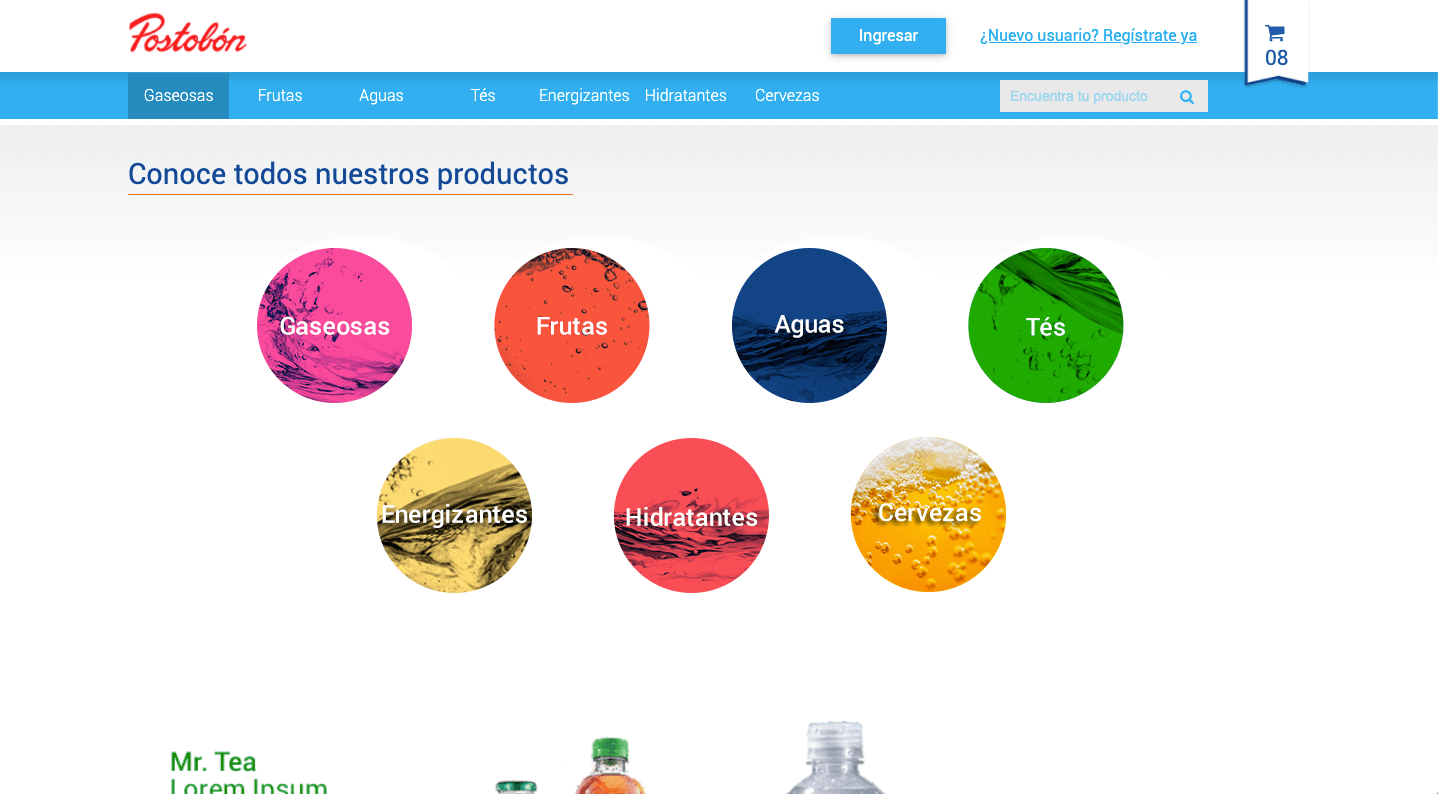 Postobón
Ingresar
¿Nuevo usuario? Regístrate ya
08
Gaseosas
Frutas
Aguas
Tés
Energizantes
Hidratantes
Cervezas
Encuentra tu producto
Conoce todos nuestros productos
Gaseosas
Frutas
Aguas
Tés
Energizantes
Hidratantes
Cervezas
Mr. Tea
Lorem Ipsum